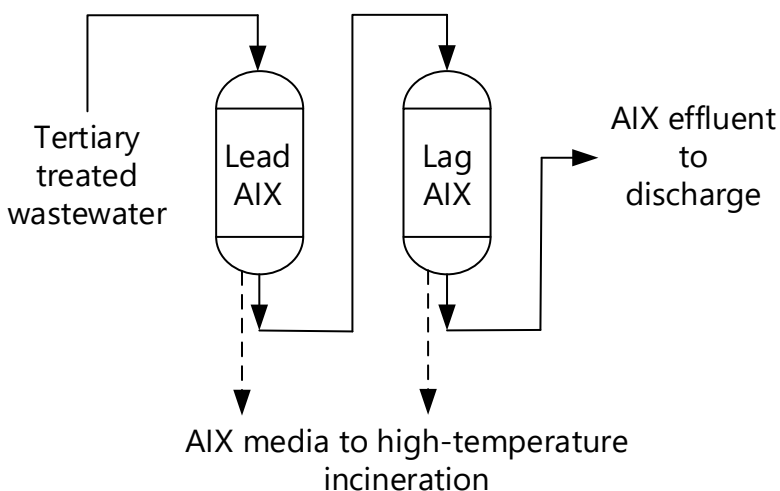 Tertiary
treated
wastewater
Lead
AIX
Lag
AIX
AIX effluent
to
discharge
AIX media to high-temperature
incineration